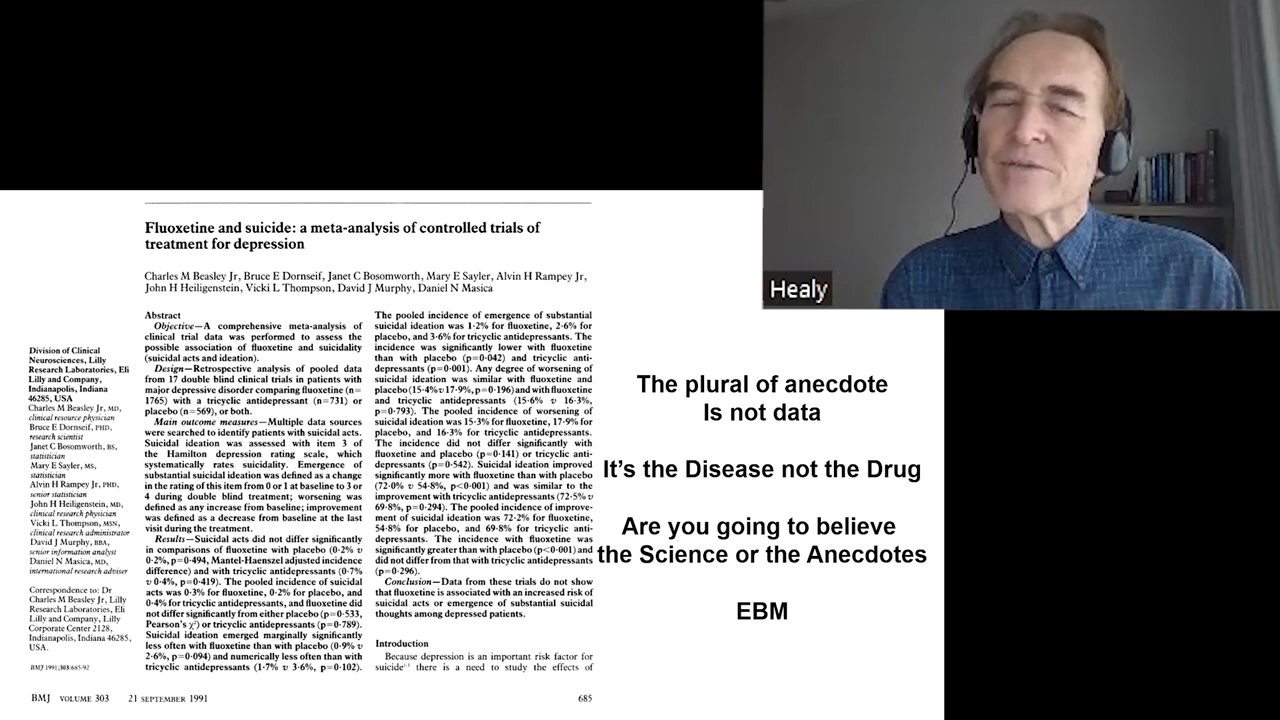 Healy
Fluoxetine and suicide: a meta-analysis of controlled trials of
treatment for depression
Charles M Beasley Jr, Bruce E Dornseif, Janet C Bosomworth, Mary E Sayler, Alvin H Rampey Jr,
John H Heiligenstein, Vicki L Thompson, David J Murphy, Daniel N Masica
Division of Clinical
Neurosciences, Lilly
Research Laboratories, Eli
Lilly and Company,
Indianapolis, Indiana
46285, USA
Charles M Beasley Jr, MD,
clinical resource physician
Bruce E Dornseif, PHD,
research scientist
Janet C Bosomworth, BS,
statistician
Mary E Sayler, MS,
statistician
Alvin H Rampey Jr, PHD,
senior statistician
John H Heiligenstein, MD,
clinical research physician
Vicki L Thompson, MSN,
clinical research administrator
David J Murphy, BBA,
senior information analyst
Daniel N Masica, MD,
international research adviser
Correspondence to: Dr
Charles M Beasley Jr, Lilly
Research Laboratories, Eli
Lilly and Company, Lilly
Corporate Center 2128,
Indianapolis, Indiana 46285,
USA.
BMJ 1991;303:685-92
Abstract
Objective—A comprehensive meta-analysis of
clinical trial data was performed to assess the
possible association of fluoxetine and suicidality
(suicidal acts and ideation).
Design—Retrospective analysis of pooled data
from 17 double blind clinical trials in patients with
major depressive disorder comparing fluoxetine (n=
1765) with a tricyclic antidepressant (n=731) or
placebo (n=569), or both.
Main outcome measures—Multiple data sources
were searched to identify patients with suicidal acts.
Suicidal ideation was assessed with item 3 of
the Hamilton depression rating scale, which
systematically rates suicidality. Emergence of
substantial suicidal ideation was defined as a change
in the rating of this item from 0 or 1 at baseline to 3 or
4 during double blind treatment; worsening was
defined as any increase from baseline; improvement
was defined as a decrease from baseline at the last
visit during the treatment.
Results—Suicidal acts did not differ significantly
in comparisons of fluoxetine with placebo (0·2% v
0·2%, p=0·494, Mantel-Haenszel adjusted incidence
difference) and with tricyclic antidepressants (0·7%
v 0·4%, p=0·419). The pooled incidence of suicidal
acts was 0·3% for fluoxetine, 0·2% for placebo, and
0·4% for tricyclic antidepressants, and fluoxetine did
not differ significantly from either placebo (p=0·533,
Pearson's χ²) or tricyclic antidepressants (p=0·789).
Suicidal ideation emerged marginally significantly
less often with fluoxetine than with placebo (0·9% v
2·6%, p=0·094) and numerically less often than with
tricyclic antidepressants (1·7% v 3·6%, p=0·102).
The pooled incidence of emergence of substantial
suicidal ideation was 1·2% for fluoxetine, 2·6% for
placebo, and 3·6% for tricyclic antidepressants. The
incidence was significantly lower with fluoxetine
than with placebo (p=0·042) and tricyclic anti-
depressants (p=0·001). Any degree of worsening of
suicidal ideation was similar with fluoxetine and
placebo (15·4% v 17·9%, p=0·196) and with fluoxetine
and tricyclic antidepressants (15·6% v 16·3%,
p=0·793). The pooled incidence of worsening of
suicidal ideation was 15·3% for fluoxetine, 17·9% for
placebo, and 16·3% for tricyclic antidepressants.
The incidence did not differ significantly with
fluoxetine and placebo (p=0·141) or tricyclic anti-
depressants (p=0·542). Suicidal ideation improved
significantly more with fluoxetine than with placebo
(72·0% v 54·8%, p<0·001) and was similar to the
improvement with tricyclic antidepressants (72·5% v
69·8%, p=0·294). The pooled incidence of improve-
ment of suicidal ideation was 72·2% for fluoxetine,
54·8% for placebo, and 69·8% for tricyclic anti-
depressants. The incidence with fluoxetine was
significantly greater than with placebo (p<0·001) and
did not differ from that with tricyclic antidepressants
(p=0·296).
Conclusion—Data from these trials do not show
that fluoxetine is associated with an increased risk of
suicidal acts or emergence of substantial suicidal
thoughts among depressed patients.
Introduction
Because depression is an important risk factor for
suicide there is a need to study the effects of
BMJ VOLUME 303 21 SEPTEMBER 1991
685
The plural of anecdote
Is not data
It's the Disease not the Drug
Are you going to believe
the Science or the Anecdotes
EBM